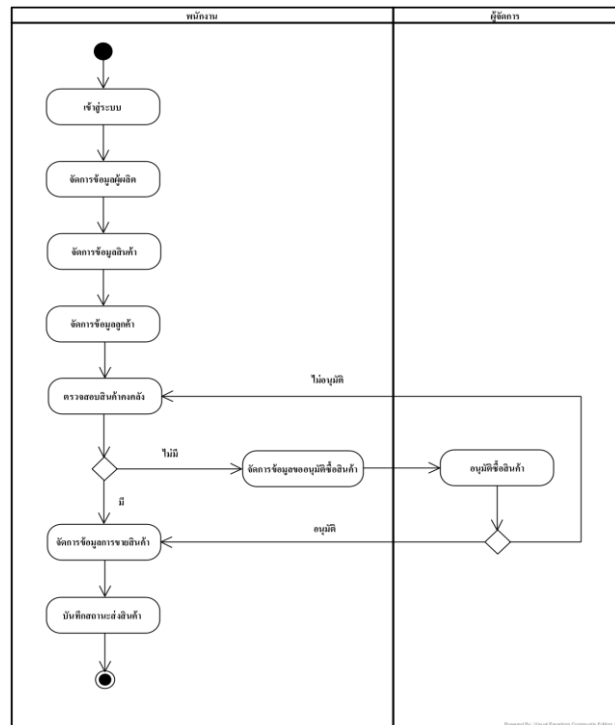 พนักงาน
ผู้จัดการ
เข้าสู่ระบบ
จัดการข้อมูลผู้ผลิต
จัดการข้อมูลสินค้า
จัดการข้อมูลลูกค้า
ไม่อนุมัติ
ตรวจสอบสินค้าคงคลัง
ไม่มี
จัดการข้อมูลขออนุมัติซื้อสินค้า
อนุมัติซื้อสินค้า
มี
อนุมัติ
จัดการข้อมูลการขายสินค้า
บันทึกสถานะส่งสินค้า